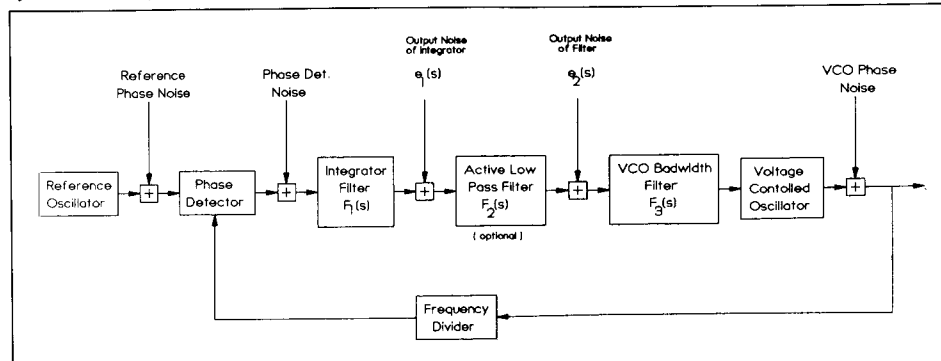 Output Noise
of Integrator
e1(s)
Output Noise
of Filter
e2(s)
Reference
Phase Noise
Phase Det.
Noise
VCO Phase
Noise
Reference
Oscillator
+
Phase
Detector
+
Integrator
Filter
F1(s)
+
Active Low
Pass Filter
F2(s)
( optional )
+
VCO Badwidth
Filter
F3(s)
Voltage
Contolled
Oscillator
+
Frequency
Divider